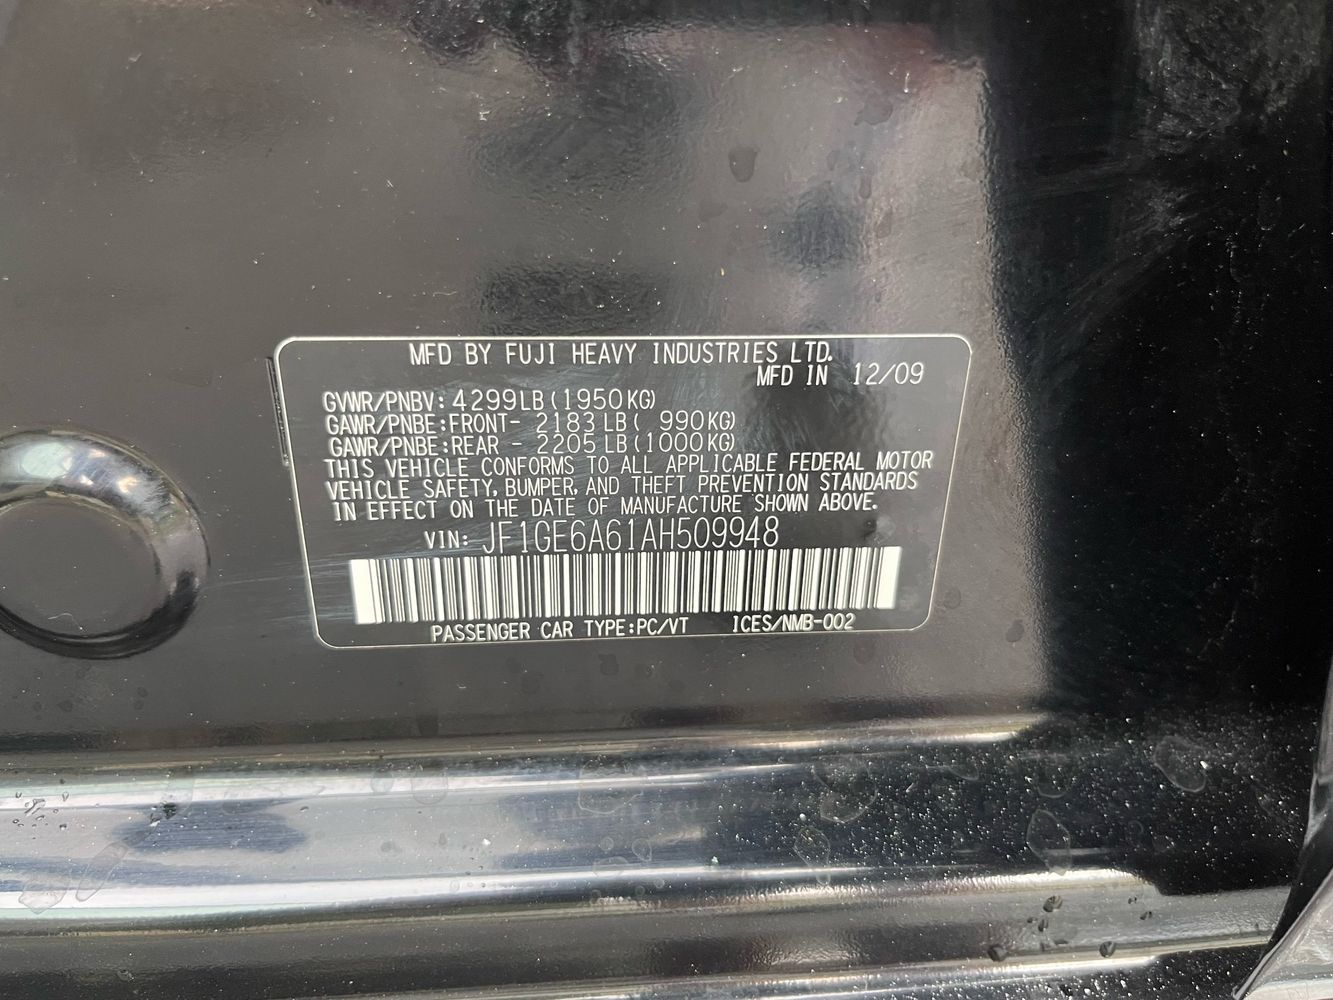 MFD BY FUJI HEAVY INDUSTRIES LTD.
MFD IN 12/09
GVWR/PNBV: 4299LB(1950KG)
GAWR/PNBE:FRONT- 2183LB( 990KG)
GAWR/PNBE:REAR - 2205LB(1000KG)
THIS VEHICLE CONFORMS TO ALL APPLICABLE FEDERAL MOTOR
VEHICLE SAFETY, BUMPER, AND THEFT PREVENTION STANDARDS
IN EFFECT ON THE DATE OF MANUFACTURE SHOWN ABOVE.
VIN: JF1GE6A61AH509948
PASSENGER CAR TYPE:PC/VT ICES/NMB-002